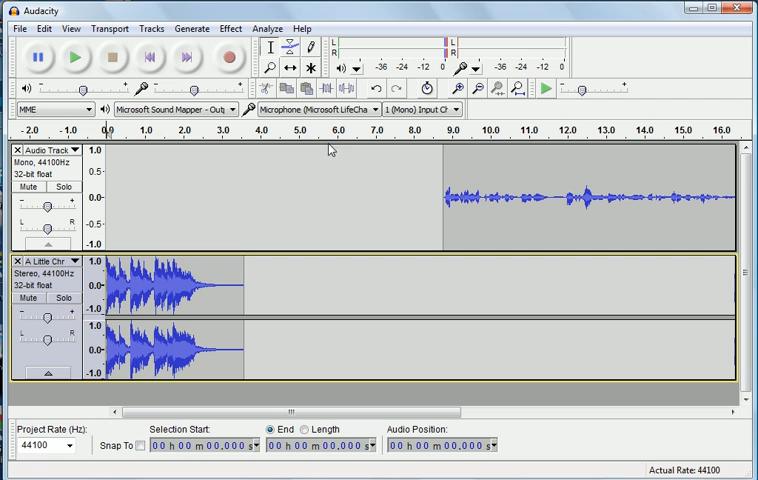 Audacity
File Edit View Transport Tracks Generate Effect Analyze Help
L
R
-36 -24 -12 0
L
R
-36 -24 -12 0
MME
Microsoft Sound Mapper - Outp
Microphone (Microsoft LifeCha
1 (Mono) Input Ch
-2.0 -1.0 0.0 1.0 2.0 3.0 4.0 5.0 6.0 7.0 8.0 9.0 10.0 11.0 12.0 13.0 14.0 15.0 16.0
Audio Track
Mono, 44100Hz
32-bit float
Mute Solo
- +
L R
1.0
0.5
0.0
-0.5
-1.0
A Little Chr
Stereo, 44100Hz
32-bit float
Mute Solo
- +
L R
1.0
0.0
-1.0
1.0
0.0
-1.0
Project Rate (Hz):
44100
Snap To
Selection Start:
00 h 00 m 00.000 s
End Length
00 h 00 m 00.000 s
Audio Position:
00 h 00 m 00.000 s
Actual Rate: 44100